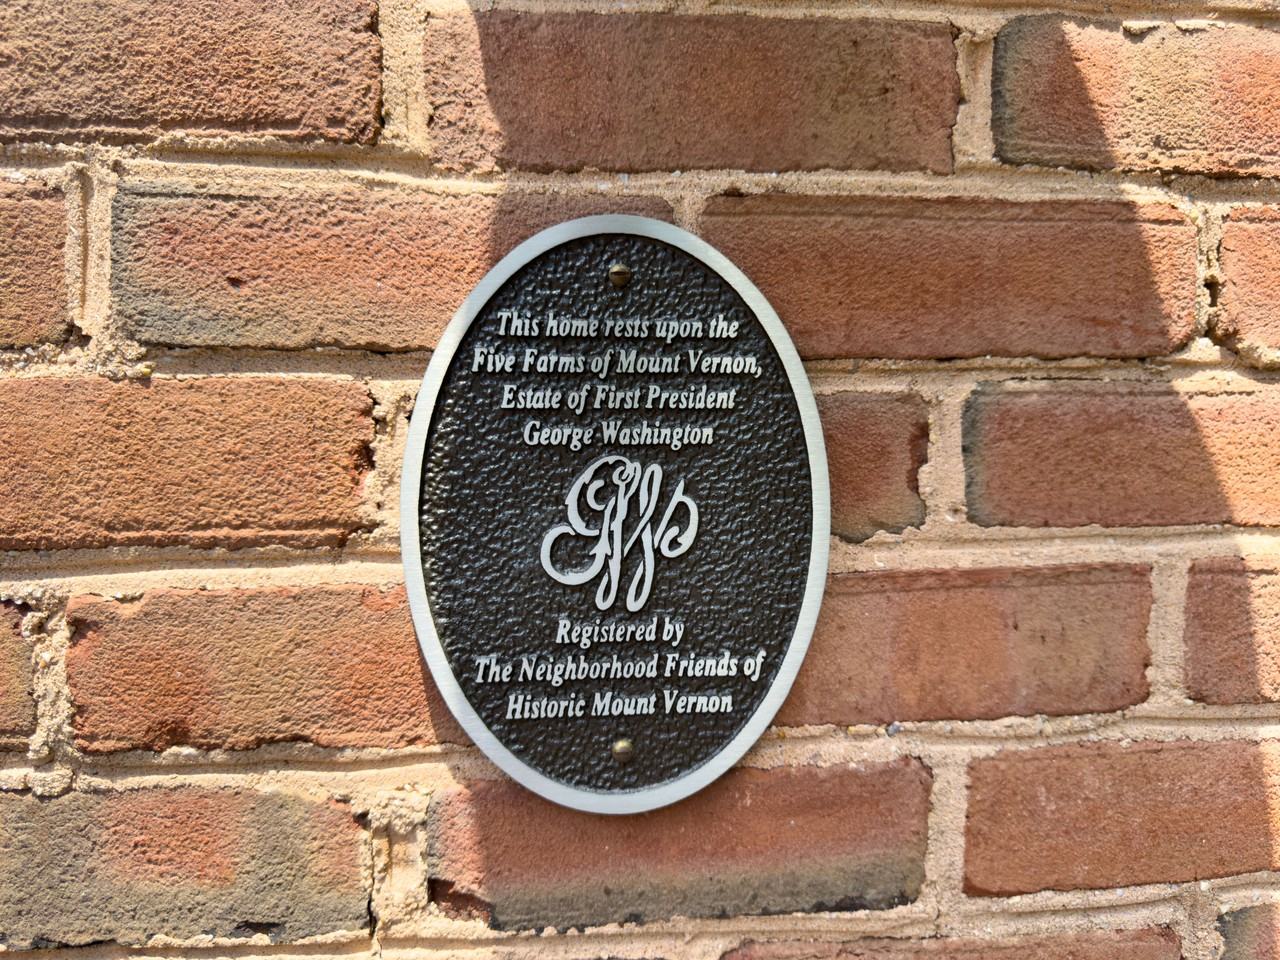 This home rests upon the
Five Farms of Mount Vernon,
Estate of First President
George Washington
GW
Registered by
The Neighborhood Friends of
Historic Mount Vernon